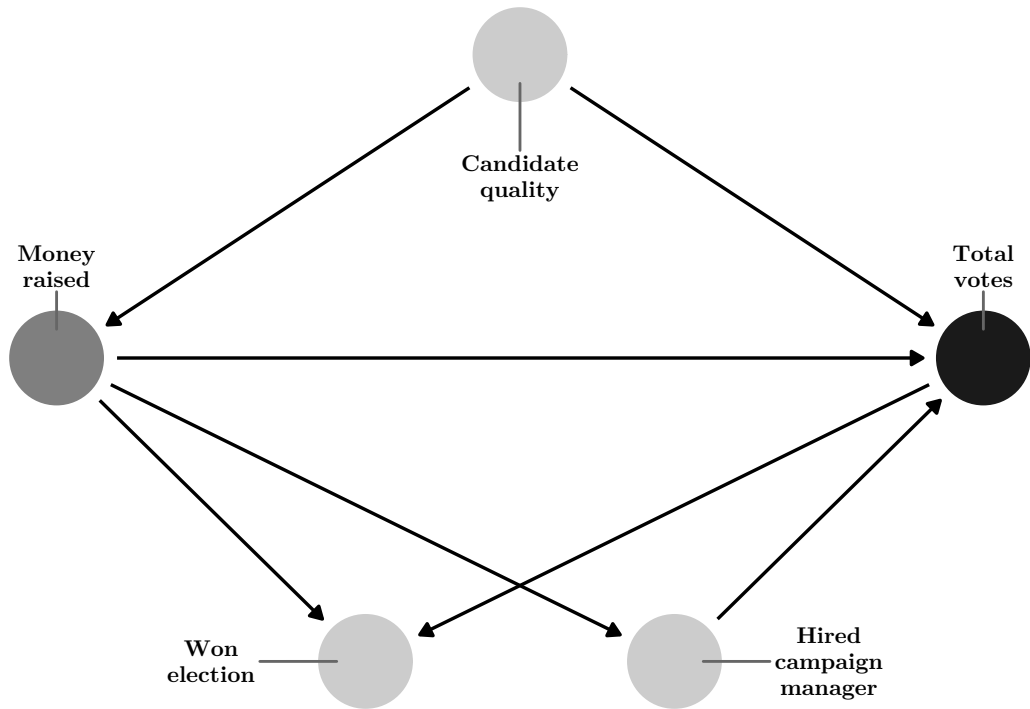 Candidate
quality
Money
raised
Total
votes
Won
election
Hired
campaign
manager